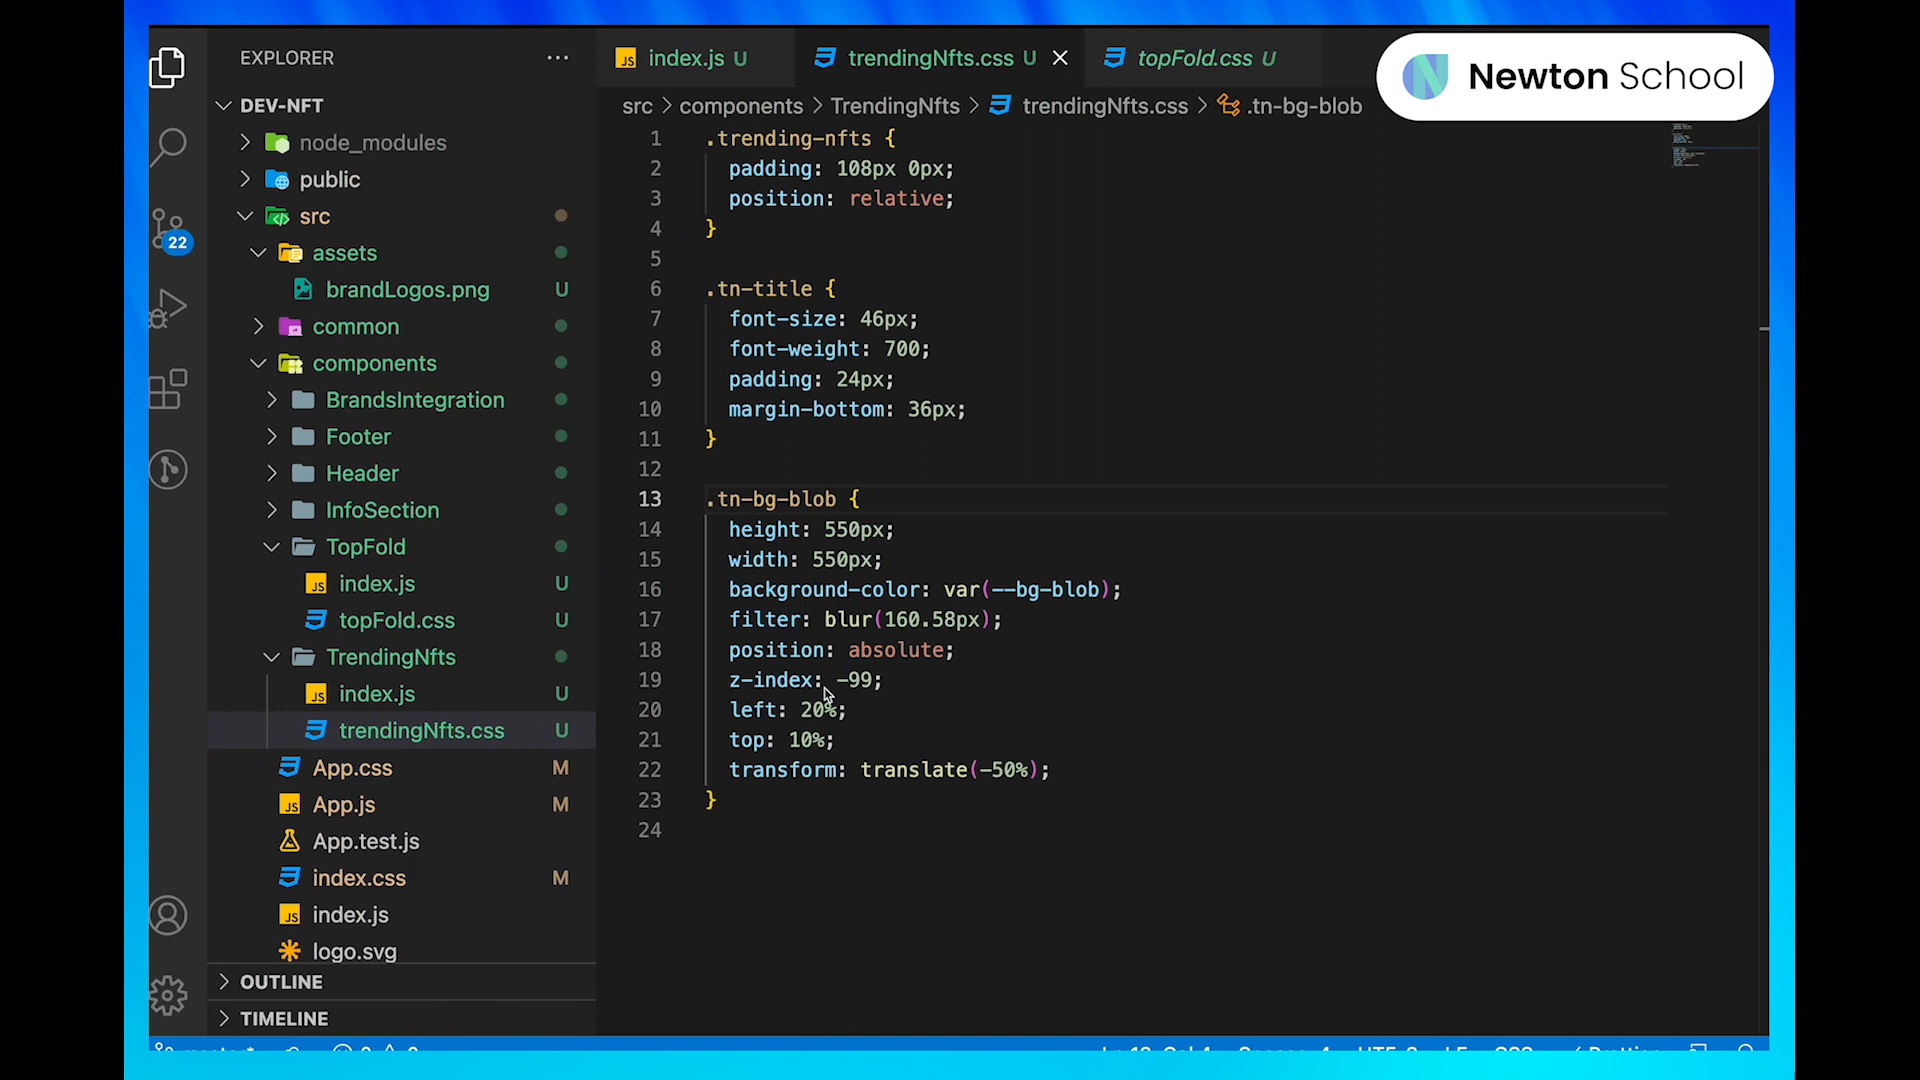 EXPLORER
DEV-NFT
node_modules
public
src
assets
brandLogos.png U
common
components
BrandsIntegration
Footer
Header
InfoSection
TopFold
index.js U
topFold.css U
TrendingNfts
index.js U
trendingNfts.css U
App.css M
App.js M
App.test.js
index.css M
index.js
logo.svg
OUTLINE
TIMELINE
22
index.js U
trendingNfts.css U
topFold.css U
Newton School
src > components > TrendingNfts > trendingNfts.css > .tn-bg-blob
1 .trending-nfts {
2 padding: 108px 0px;
3 position: relative;
4 }
5
6 .tn-title {
7 font-size: 46px;
8 font-weight: 700;
9 padding: 24px;
10 margin-bottom: 36px;
11 }
12
13 .tn-bg-blob {
14 height: 550px;
15 width: 550px;
16 background-color: var(--bg-blob);
17 filter: blur(160.58px);
18 position: absolute;
19 z-index: -99;
20 left: 20%;
21 top: 10%;
22 transform: translate(-50%);
23 }
24